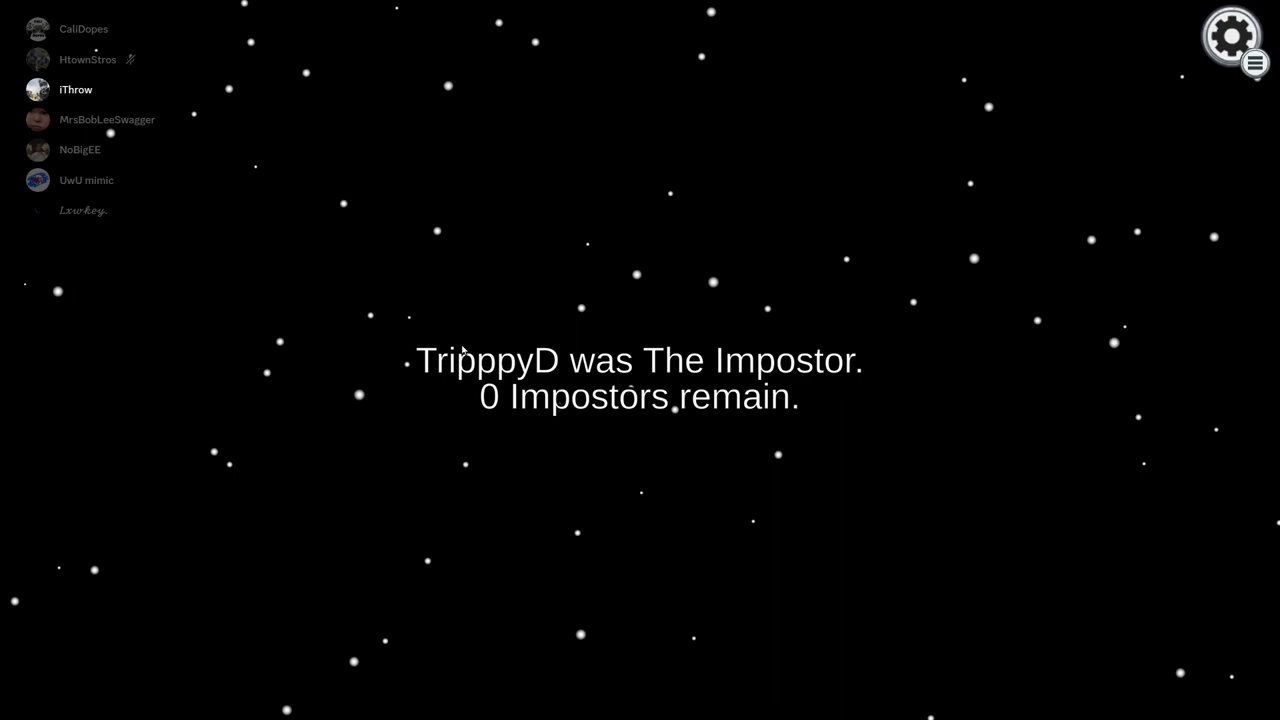 CaliDopes
HtownStros
iThrow
MrsBobLeeSwagger
NoBigEE
UwU mimic
Lxwkey.
TripppyD was The Impostor.
0 Impostors remain.